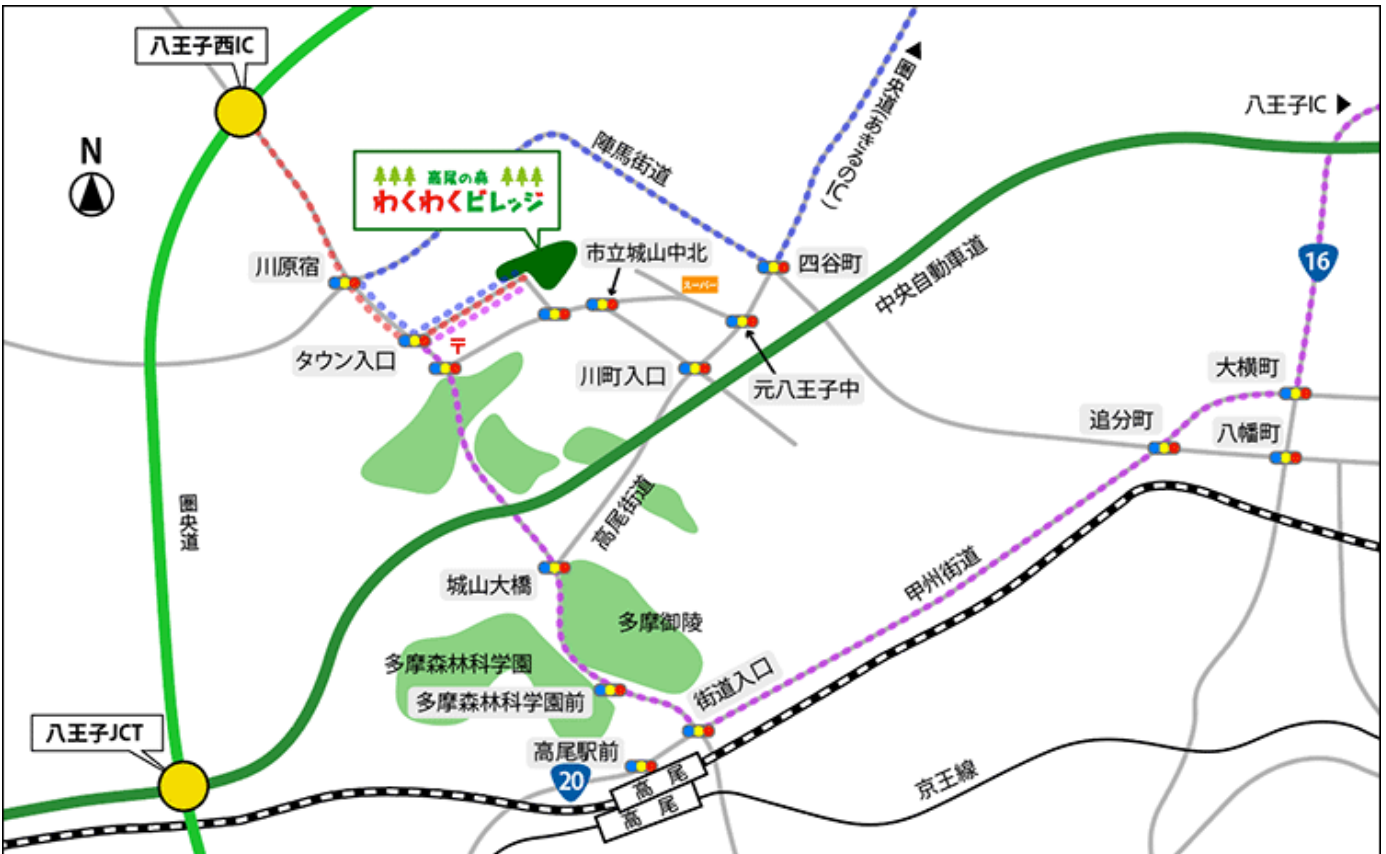 八王子西IC
圏央道(あきるのIC)
八王子IC
N
陣馬街道
高尾の森
わくわくビレッジ
市立城山中北
川原宿
スーパー
四谷町
16
中央自動車道
タウン入口
〒
川町入口
元八王子中
大横町
追分町
八幡町
圏央道
高尾街道
城山大橋
甲州街道
多摩御陵
多摩森林科学園
多摩森林科学園前
街道入口
八王子JCT
高尾駅前
20
高尾
高尾
京王線